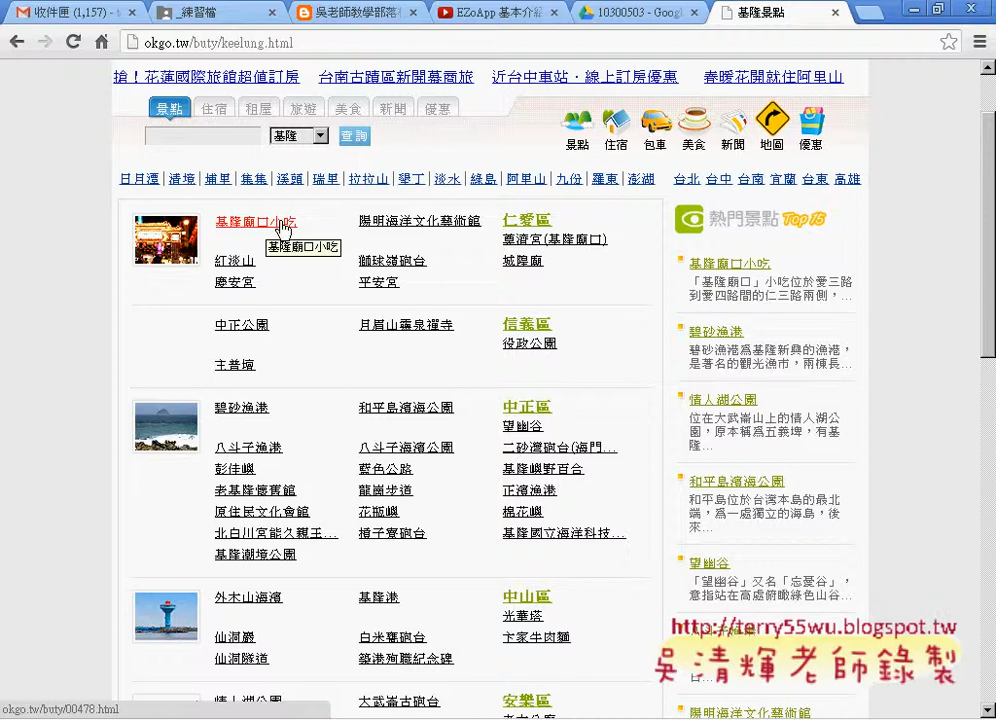 收件匣 (1,157) -
_練習檔
吳老師教學部落
EZoApp 基本介紹
10300503 - Googl
基隆景點
okgo.tw/buty/keelung.html
搶！花蓮國際旅館超值訂房 台南古蹟區新開幕商旅 近台中車站．線上訂房優惠 春暖花開就住阿里山
景點 住宿 租屋 旅遊 美食 新聞 優惠
基隆 查詢
景點 住宿 包車 美食 新聞 地圖 優惠
日月潭 | 清境 | 埔里 | 集集 | 溪頭 | 瑞里 | 拉拉山 | 墾丁 | 淡水 | 綠島 | 阿里山 | 九份 | 羅東 | 澎湖 台北 台中 台南 宜蘭 台東 高雄
基隆廟口小吃 陽明海洋文化藝術館 仁愛區
奠濟宮(基隆廟口)
基隆廟口小吃
紅淡山 獅球嶺砲台 城隍廟
慶安宮 平安宮
中正公園 月眉山靈泉禪寺 信義區
役政公園
主普壇
碧砂漁港 和平島濱海公園 中正區
望幽谷
八斗子漁港 八斗子海濱公園 二砂灣砲台(海門...
彭佳嶼 藍色公路 基隆嶼野百合
老基隆懷舊館 龍崗步道 正濱漁港
原住民文化會館 花瓶嶼 棉花嶼
北白川宮能久親王... 槓子寮砲台 基隆國立海洋科技...
基隆潮境公園
外木山海濱 基隆港 中山區
光華塔
仙洞巖 白米甕砲台 卞家牛肉麵
仙洞隧道 築港殉職紀念碑
情人湖公園 大武崙古砲台 安樂區
熱門景點 Top 15
基隆廟口小吃
「基隆廟口」小吃位於愛三路
到愛四路間的仁三路兩側，...
碧砂漁港
碧砂漁港爲基隆新興的漁港，
是著名的觀光漁市，兩棟長...
情人湖公園
位在大武崙山上的情人湖公
園，原本稱爲五義埤，有基
隆...
和平島濱海公園
和平島位於台灣本島的最北
端，爲一處獨立的海島，後
來...
望幽谷
「望幽谷」又名「忘憂谷」，
意指站在高處俯瞰綠色山谷...
http://terry55wu.blogspot.tw
吳清輝老師錄製
陽明海洋文化藝術館
okgo.tw/buty/00478.html